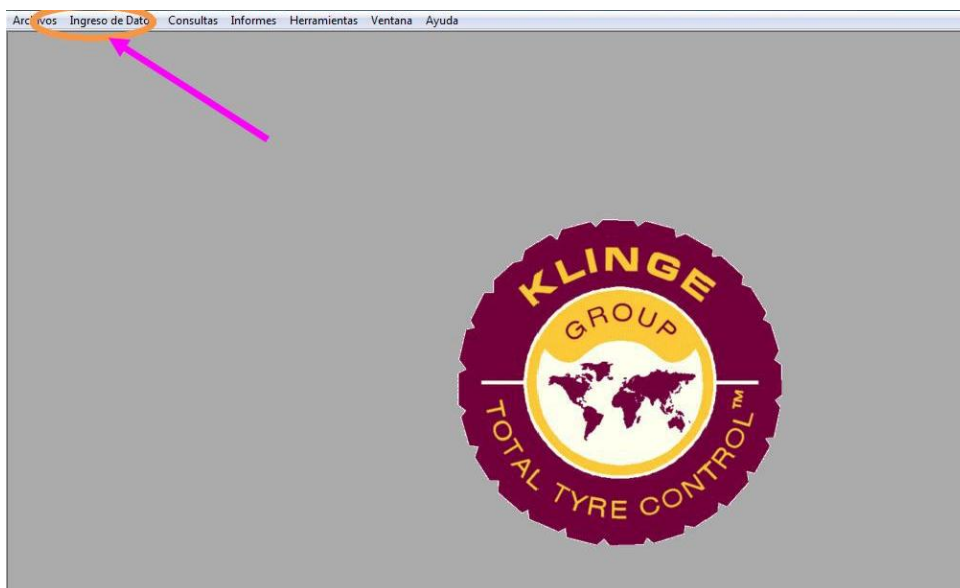 Archivos Ingreso de Dato Consultas Informes Herramientas Ventana Ayuda
KLINGE
GROUP
TOTAL TYRE CONTROL™